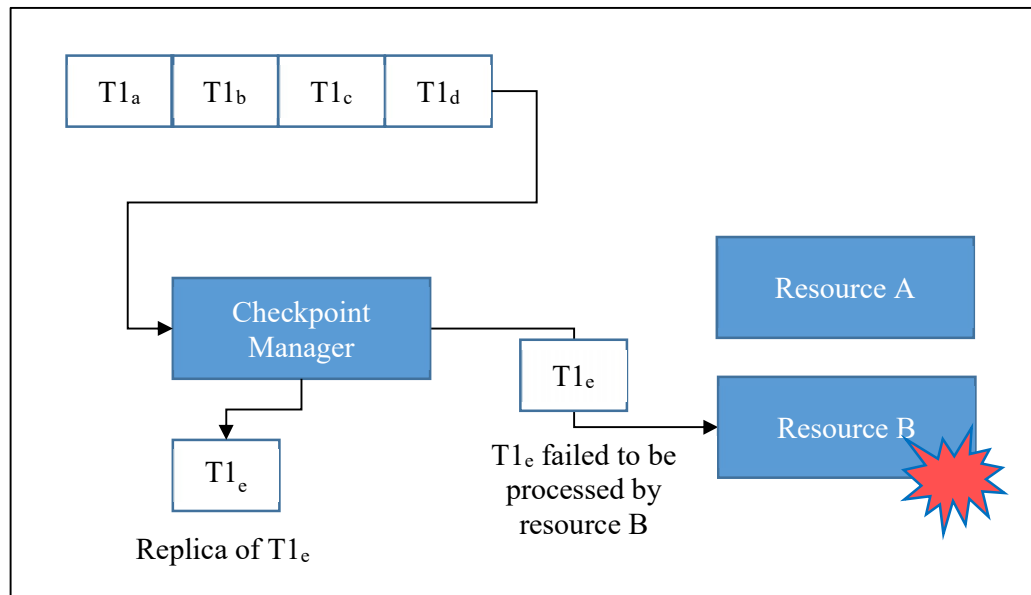 T1a T1b T1c T1d
Resource A
Checkpoint
Manager
T1e
Resource B
T1e
T1e failed to be
processed by
resource B
Replica of T1e